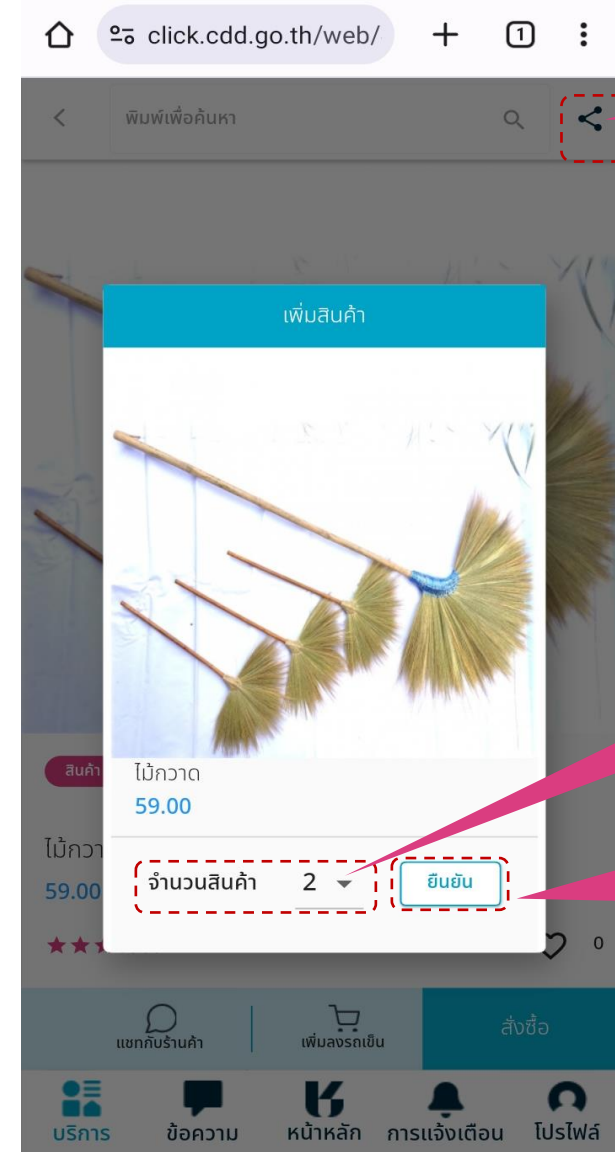 click.cdd.go.th/web/
1
พิมพ์เพื่อค้นหา
เพิ่มสินค้า
ไม้กวาด
59.00
จำนวนสินค้า 2
ยืนยัน
สินค้า
ไม้กวา
59.00
0
แชทกับร้านค้า
เพิ่มลงรถเข็น
สั่งซื้อ
บริการ
ข้อความ
หน้าหลัก
การแจ้งเตือน
โปรไฟล์